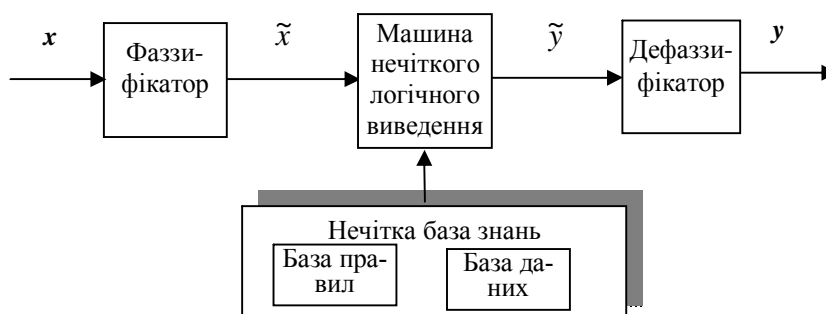 x
Фаззи-
фікатор
x̃
Машина
нечіткого
логічного
виведення
ỹ
Дефаззи-
фікатор
y
Нечітка база знань
База пра-
вил
База да-
них